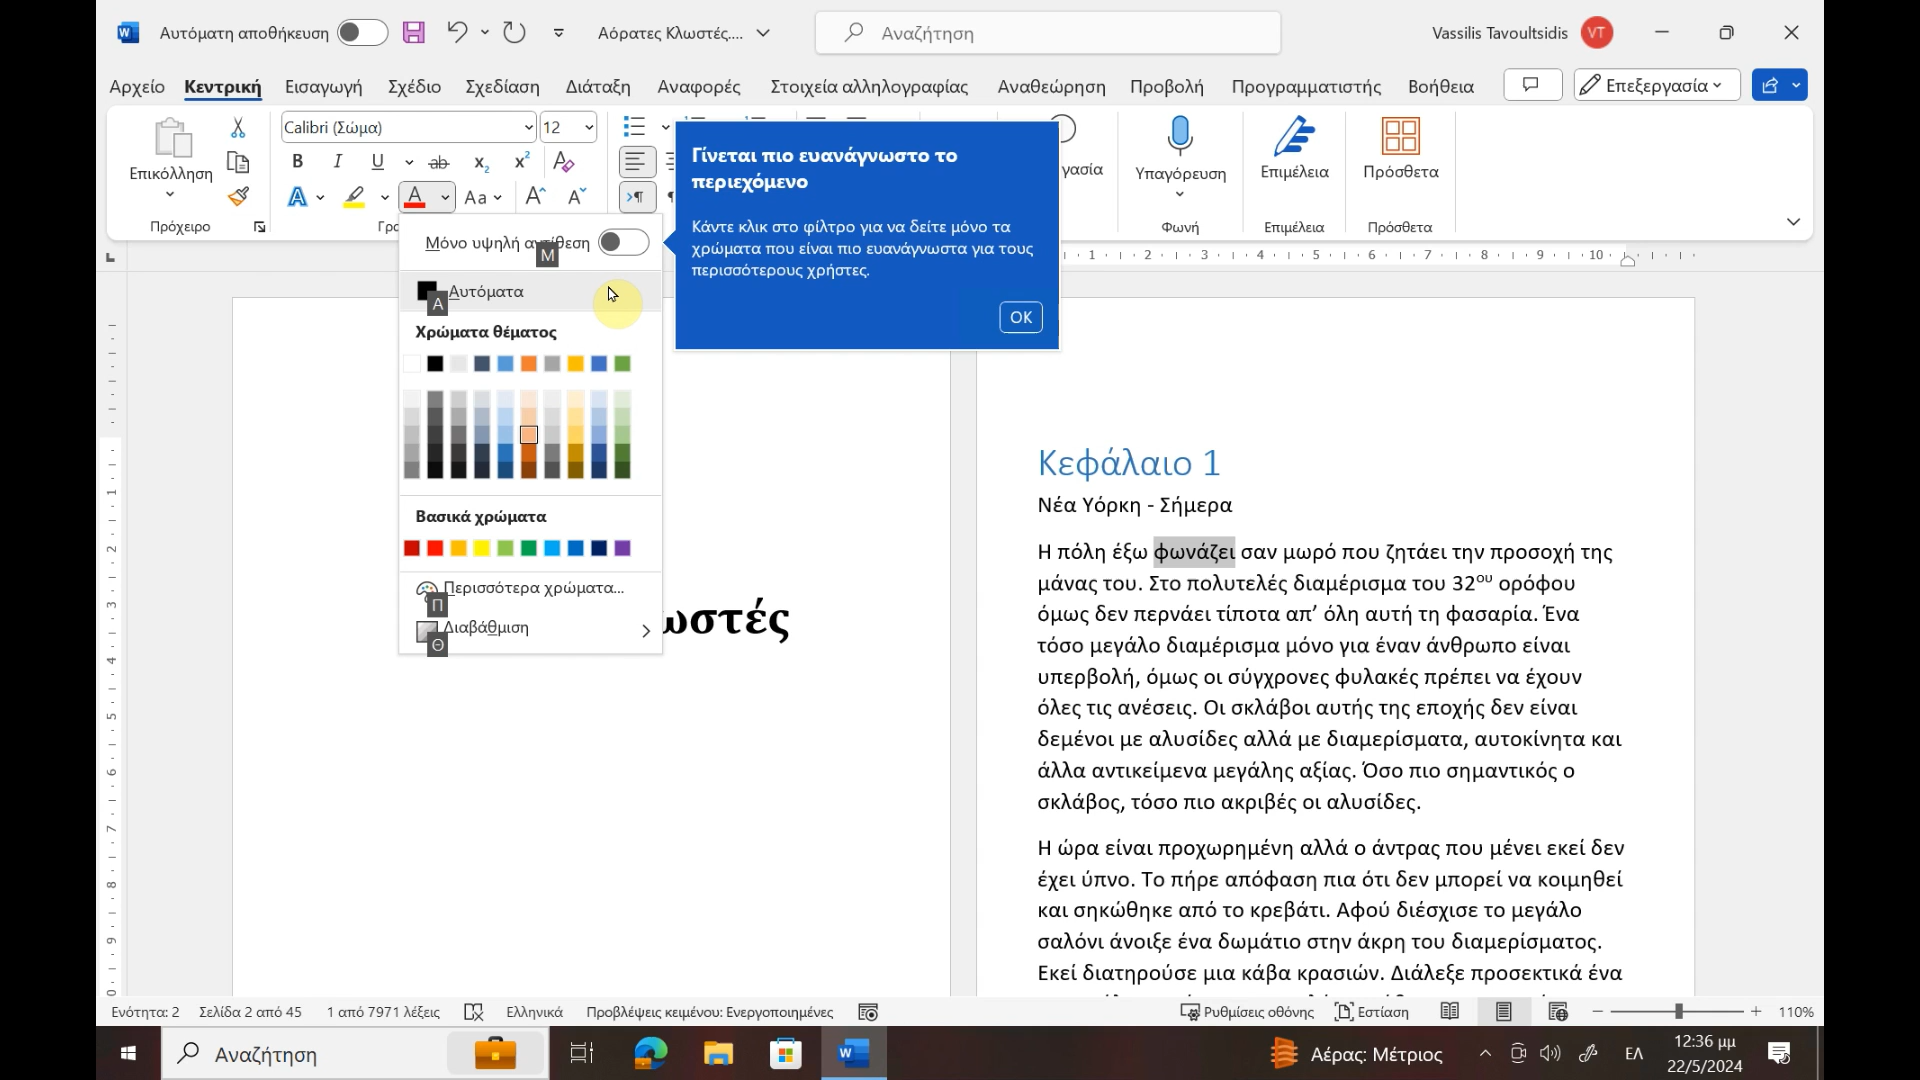 Αυτόματη αποθήκευση
Αόρατες Κλωστές....
Αναζήτηση
Vassilis Tavoultsidis
VT
Αρχείο
Κεντρική
Εισαγωγή
Σχέδιο
Σχεδίαση
Διάταξη
Αναφορές
Στοιχεία αλληλογραφίας
Αναθεώρηση
Προβολή
Προγραμματιστής
Βοήθεια
Επεξεργασία
Επικόλληση
Πρόχειρο
Calibri (Σώμα)
12
Υπαγόρευση
Φωνή
Επιμέλεια
Επιμέλεια
Πρόσθετα
Πρόσθετα
Μόνο υψηλή αντίθεση
M
Αυτόματα
A
Χρώματα θέματος
Βασικά χρώματα
Περισσότερα χρώματα...
Π
Διαβάθμιση
Θ
Γίνεται πιο ευανάγνωστο το
περιεχόμενο
Κάντε κλικ στο φίλτρο για να δείτε μόνο τα
χρώματα που είναι πιο ευανάγνωστα για τους
περισσότερους χρήστες.
OK
ωστές
Κεφάλαιο 1
Νέα Υόρκη - Σήμερα
Η πόλη έξω φωνάζει σαν μωρό που ζητάει την προσοχή της
μάνας του. Στο πολυτελές διαμέρισμα του 32ου ορόφου
όμως δεν περνάει τίποτα απ’ όλη αυτή τη φασαρία. Ένα
τόσο μεγάλο διαμέρισμα μόνο για έναν άνθρωπο είναι
υπερβολή, όμως οι σύγχρονες φυλακές πρέπει να έχουν
όλες τις ανέσεις. Οι σκλάβοι αυτής της εποχής δεν είναι
δεμένοι με αλυσίδες αλλά με διαμερίσματα, αυτοκίνητα και
άλλα αντικείμενα μεγάλης αξίας. Όσο πιο σημαντικός ο
σκλάβος, τόσο πιο ακριβές οι αλυσίδες.
Η ώρα είναι προχωρημένη αλλά ο άντρας που μένει εκεί δεν
έχει ύπνο. Το πήρε απόφαση πια ότι δεν μπορεί να κοιμηθεί
και σηκώθηκε από το κρεβάτι. Αφού διέσχισε το μεγάλο
σαλόνι άνοιξε ένα δωμάτιο στην άκρη του διαμερίσματος.
Εκεί διατηρούσε μια κάβα κρασιών. Διάλεξε προσεκτικά ένα
Ενότητα: 2
Σελίδα 2 από 45
1 από 7971 λέξεις
Ελληνικά
Προβλέψεις κειμένου: Ενεργοποιημένες
Ρυθμίσεις οθόνης
Εστίαση
110%
Αναζήτηση
Αέρας: Μέτριος
ΕΛ
12:36 μμ
22/5/2024